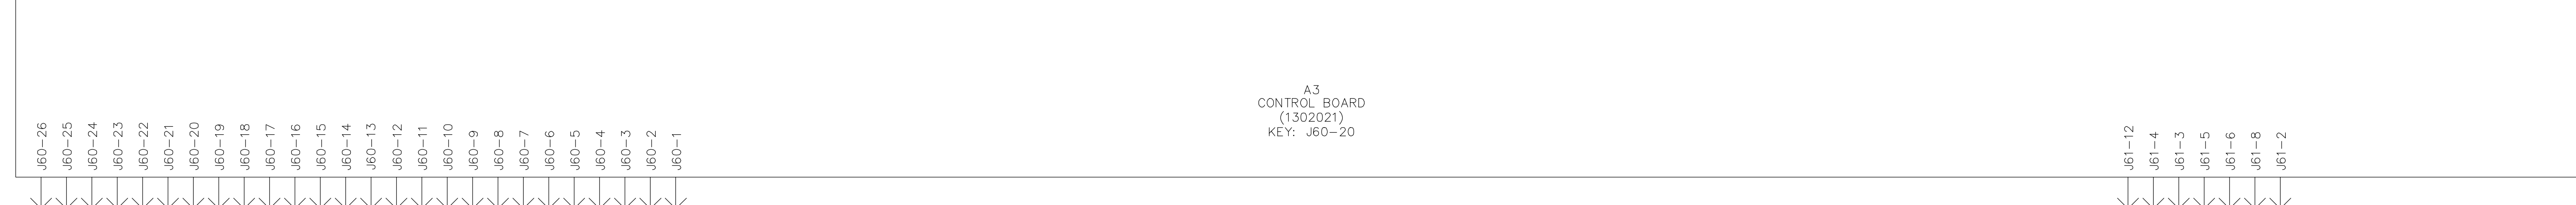 A3
CONTROL BOARD
(1302021)
KEY: J60-20
J60-26
J60-25
J60-24
J60-23
J60-22
J60-21
J60-20
J60-19
J60-18
J60-17
J60-16
J60-15
J60-14
J60-13
J60-12
J60-11
J60-10
J60-9
J60-8
J60-7
J60-6
J60-5
J60-4
J60-3
J60-2
J60-1
J61-12
J61-4
J61-3
J61-5
J61-6
J61-8
J61-2